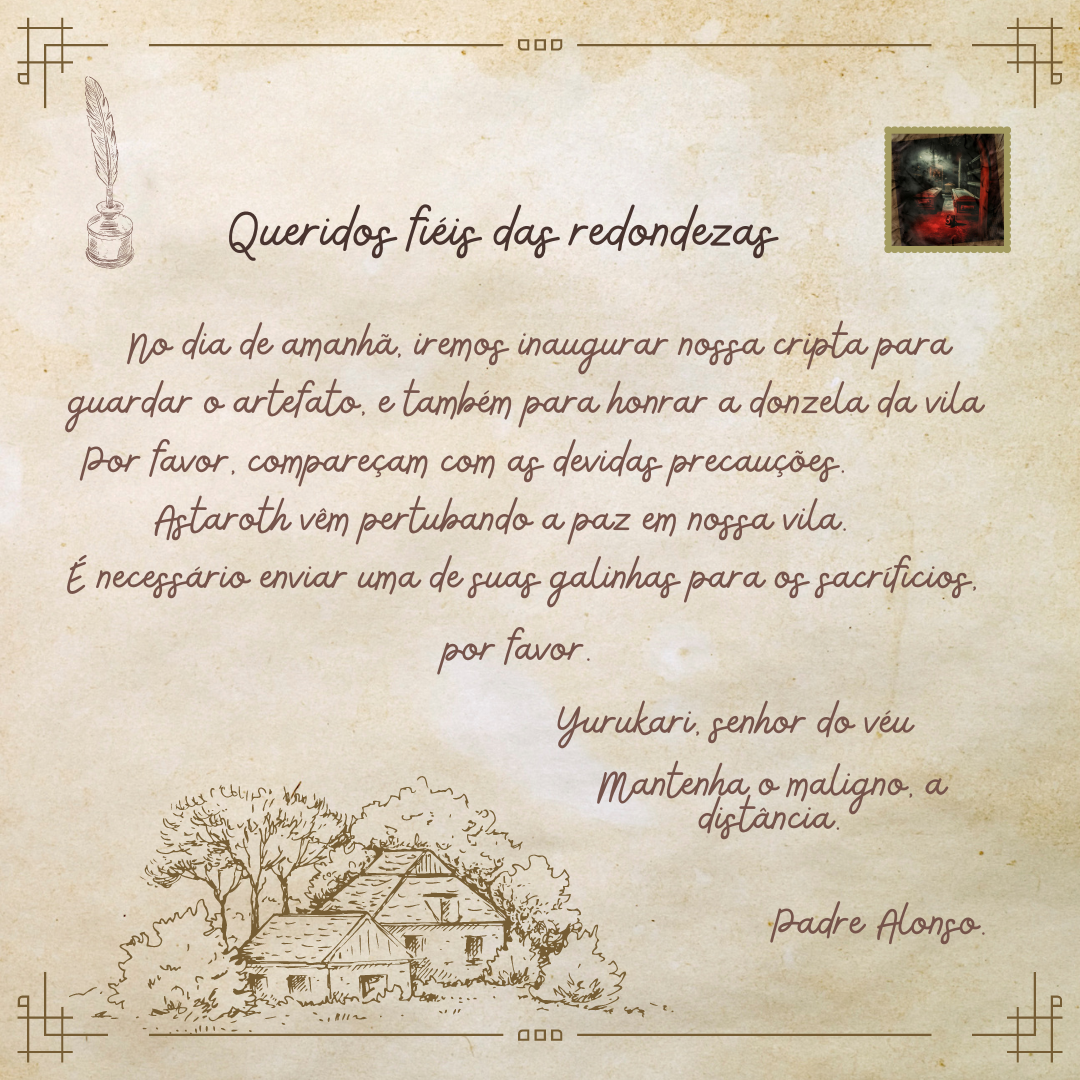 Queridos fiéis das redondezas
No dia de amanhã, iremos inaugurar nossa cripta para
guardar o artefato, e também para honrar a donzela da vila
Por favor, compareçam com as devidas precauções.
Astaroth vêm pertubando a paz em nossa vila.
É necessário enviar uma de suas galinhas para os sacrifícios,
por favor.
Yurukari, senhor do véu
Mantenha o maligno, a
distância.
Padre Alonso.